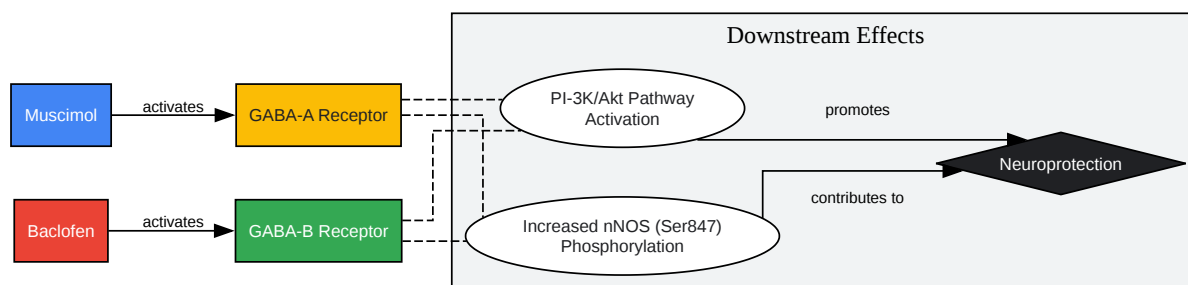 Downstream Effects
Muscimol
activates
GABA-A Receptor
PI-3K/Akt Pathway
Activation
promotes
Neuroprotection
contributes to
Baclofen
activates
GABA-B Receptor
Increased nNOS (Ser847)
Phosphorylation